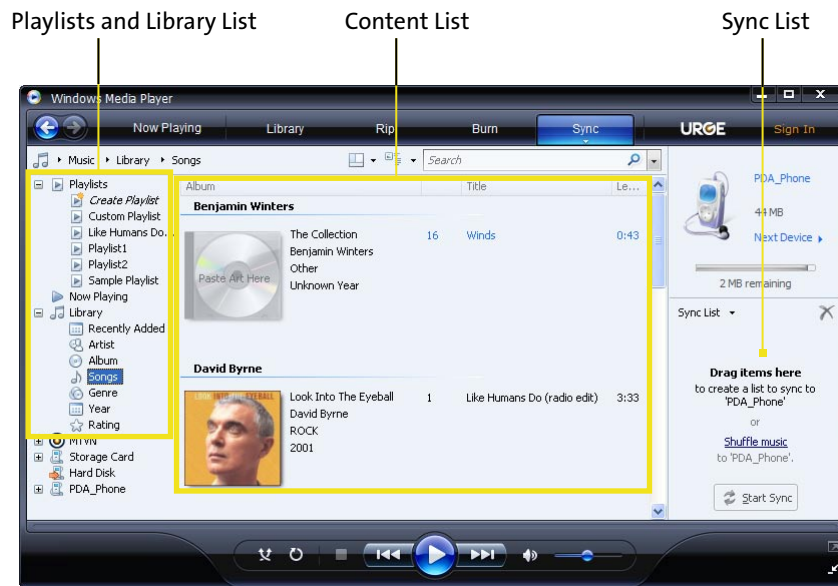 Playlists and Library List
Content List
Sync List
Windows Media Player
Now Playing
Library
Rip
Burn
Sync
URGE
Sign In
Music
Library
Songs
Search
Playlists
Create Playlist
Custom Playlist
Like Humans Do...
Playlist1
Playlist2
Sample Playlist
Now Playing
Library
Recently Added
Artist
Album
Songs
Genre
Year
Rating
MTVN
Storage Card
Hard Disk
PDA_Phone
Album
Title
Le...
Benjamin Winters
Paste Art Here
The Collection
16
Winds
0:43
Benjamin Winters
Other
Unknown Year
David Byrne
LOOK INTO THE EYEBALL
Look Into The Eyeball
1
Like Humans Do (radio edit)
3:33
David Byrne
ROCK
2001
PDA_Phone
44 MB
Next Device
2 MB remaining
Sync List
Drag items here
to create a list to sync to
'PDA_Phone'
or
Shuffle music
to 'PDA_Phone'.
Start Sync